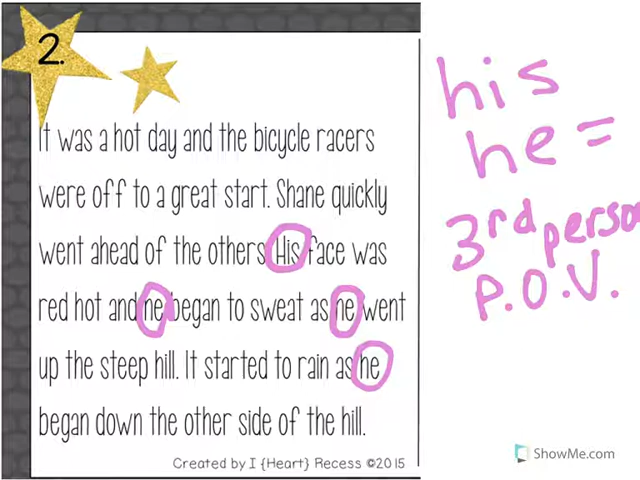 2.
It was a hot day and the bicycle racers
were off to a great start. Shane quickly
went ahead of the others. His face was
red hot and he began to sweat as he went
up the steep hill. It started to rain as he
began down the other side of the hill.
Created by I {Heart} Recess ©2015
his
he =
3rd person
P.O.V.
ShowMe.com